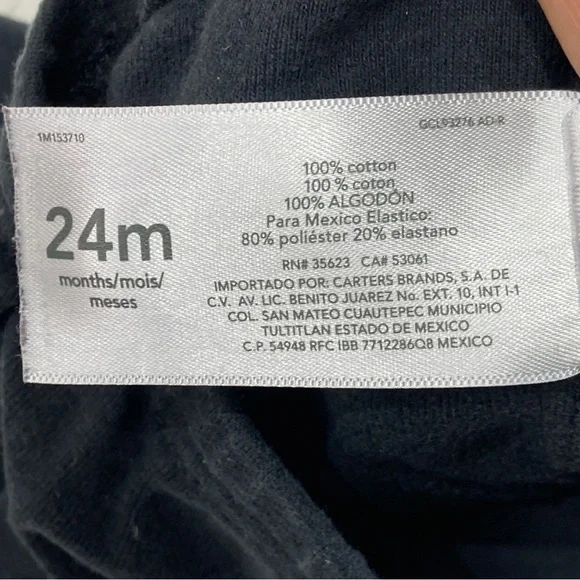 1M153710
GCL93276 AD-R
24m
months/mois/
meses
100% cotton
100 % coton
100% ALGODÓN
Para Mexico Elastico:
80% poliéster 20% elastano
RN# 35623 CA# 53061
IMPORTADO POR: CARTERS BRANDS, S.A. DE
C.V. AV. LIC. BENITO JUAREZ No. EXT. 10, INT I-1
COL. SAN MATEO CUAUTEPEC MUNICIPIO
TULTITLAN ESTADO DE MEXICO
C.P. 54948 RFC IBB 7712286Q8 MEXICO